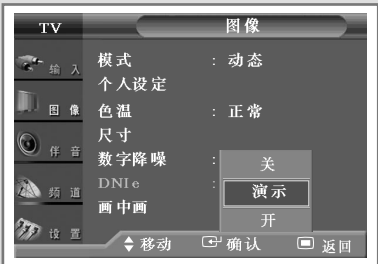 TV
图像
输入
图像
伴音
频道
设置
模式 : 动态
个人设定
色温 : 正常
尺寸
数字降噪 :
DNIe :
画中画
关
演示
开
移动 确认 返回